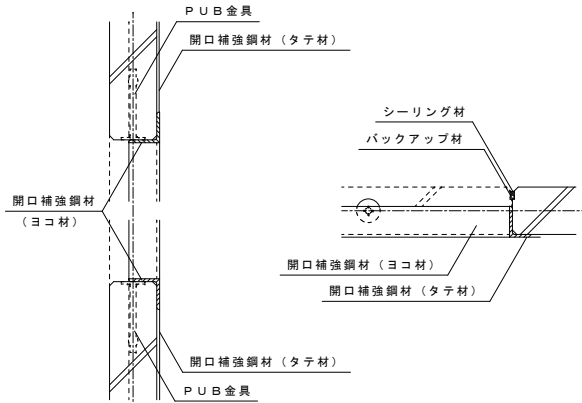 PUB金具
開口補強鋼材（タテ材）
シーリング材
バックアップ材
開口補強鋼材
（ヨコ材）
開口補強鋼材（ヨコ材）
開口補強鋼材（タテ材）
開口補強鋼材（タテ材）
PUB金具